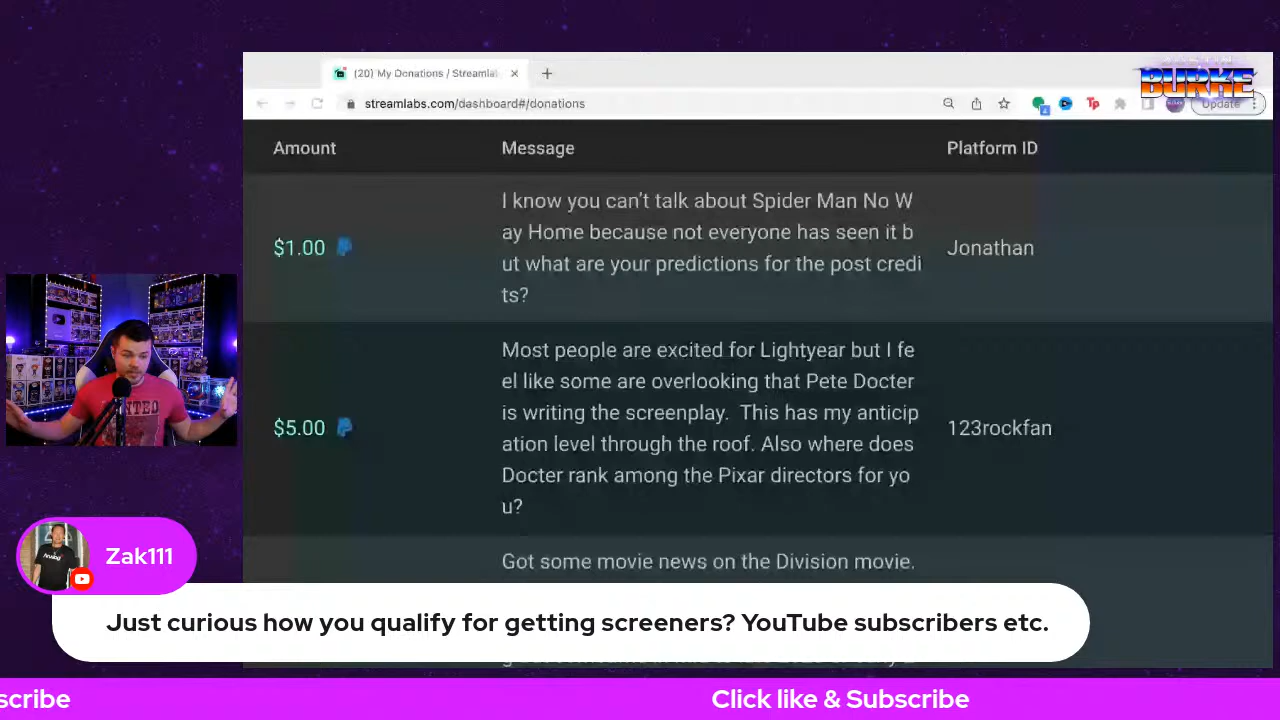 (20) My Donations / Streamla
BURKE
streamlabs.com/dashboard#/donations
Tp
Update
Amount
Message
Platform ID
I know you can't talk about Spider Man No W
ay Home because not everyone has seen it b
ut what are your predictions for the post credi
ts?
$1.00
Jonathan
Most people are excited for Lightyear but I fe
el like some are overlooking that Pete Docter
is writing the screenplay. This has my anticip
ation level through the roof. Also where does
Docter rank among the Pixar directors for yo
u?
$5.00
123rockfan
Got some movie news on the Division movie.
Zak111
Just curious how you qualify for getting screeners? YouTube subscribers etc.
scribe
Click like & Subscribe